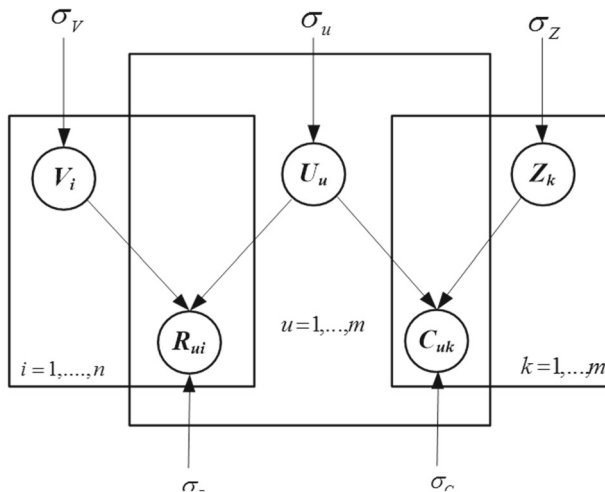 σ_V σ_u σ_Z
V_i U_u Z_k
R_ui u=1,...,m C_uk
i=1,....,n k=1,...,m
σ σ_C